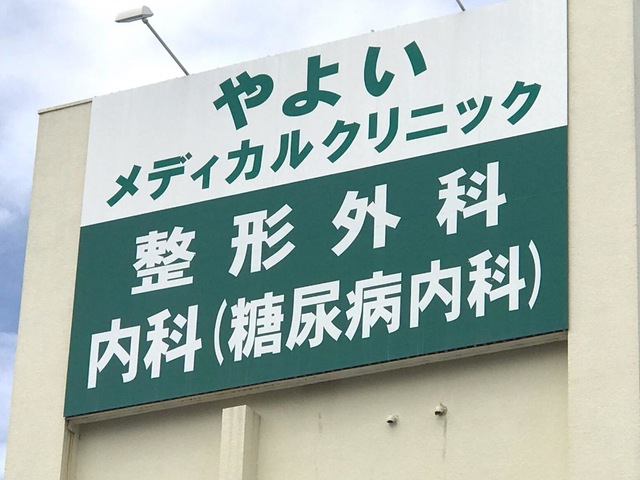 やよい
メディカルクリニック
整形外科
内科(糖尿病内科)